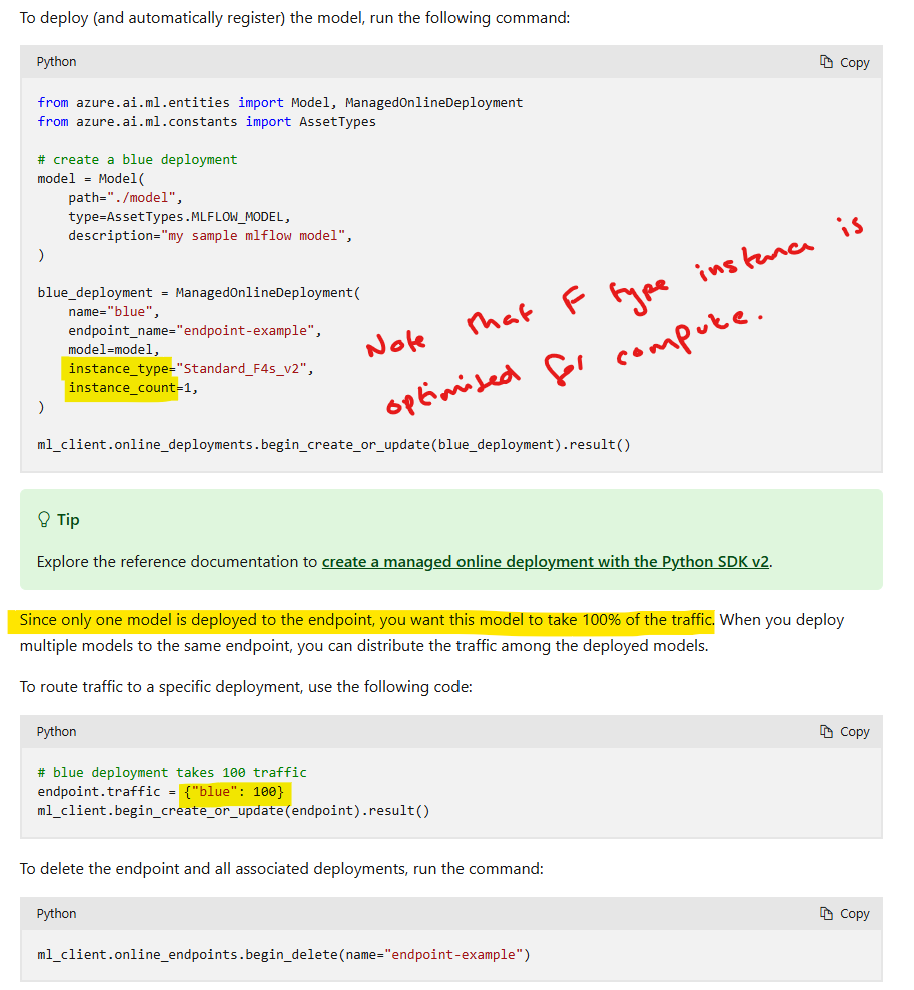 To deploy (and automatically register) the model, run the following command:
Python
Copy
from azure.ai.ml.entities import Model, ManagedOnlineDeployment
from azure.ai.ml.constants import AssetTypes
# create a blue deployment
model = Model(
    path="./model",
    type=AssetTypes.MLFLOW_MODEL,
    description="my sample mlflow model",
)
blue_deployment = ManagedOnlineDeployment(
    name="blue",
    endpoint_name="endpoint-example",
    model=model,
    instance_type="Standard_F4s_v2",
    instance_count=1,
)
Note that F type instance is
optimised for compute.
ml_client.online_deployments.begin_create_or_update(blue_deployment).result()
Tip
Explore the reference documentation to create a managed online deployment with the Python SDK v2.
Since only one model is deployed to the endpoint, you want this model to take 100% of the traffic. When you deploy
multiple models to the same endpoint, you can distribute the traffic among the deployed models.
To route traffic to a specific deployment, use the following code:
Python
Copy
# blue deployment takes 100 traffic
endpoint.traffic = {"blue": 100}
ml_client.begin_create_or_update(endpoint).result()
To delete the endpoint and all associated deployments, run the command:
Python
Copy
ml_client.online_endpoints.begin_delete(name="endpoint-example")